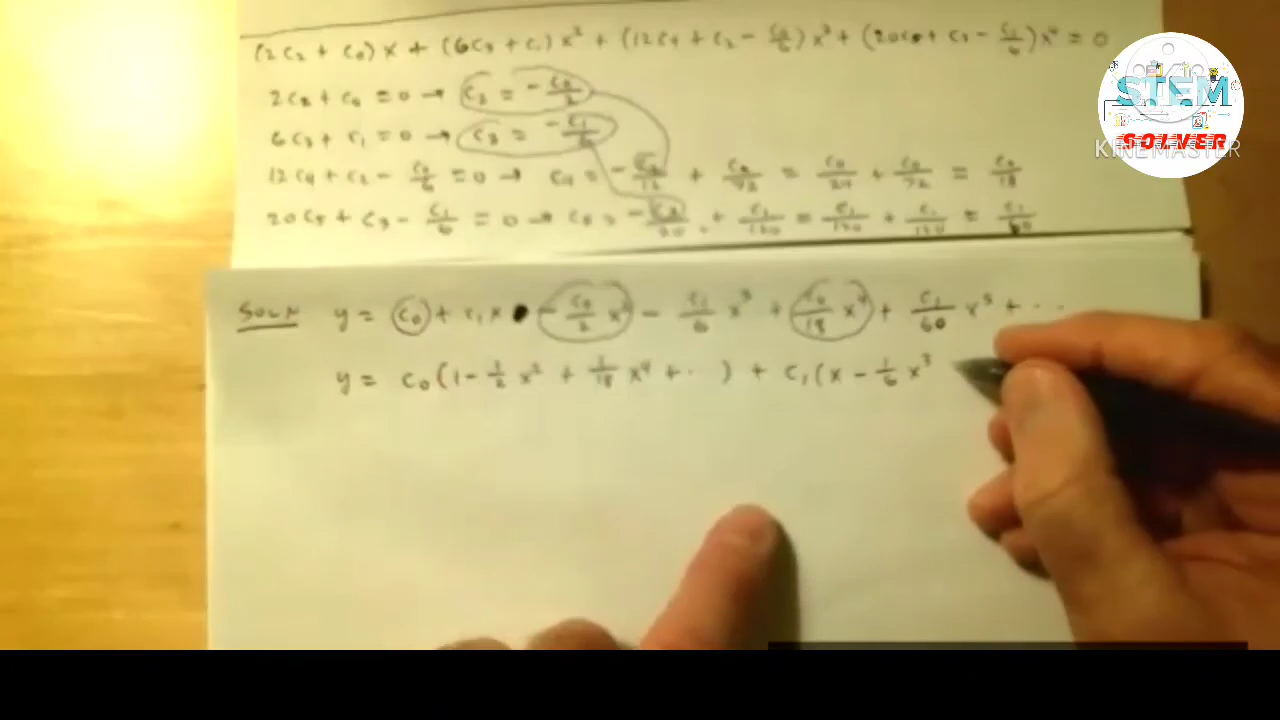 (2c₂ + c₀)x + (6c₃ + c₁)x² + (12c₄ + c₂ − c₀/6)x³ + (20c₅ + c₃ − c₁/6)x⁴ = 0
2c₂ + c₀ = 0 → c₂ = −c₀/2
6c₃ + c₁ = 0 → c₃ = −c₁/6
12c₄ + c₂ − c₀/6 = 0 → c₄ = −c₂/12 + c₀/72 = c₀/24 + c₀/72 = c₀/18
20c₅ + c₃ − c₁/6 = 0 → c₅ = −c₃/20 + c₁/120 = c₁/120 + c₁/120 = c₁/60
SOLN y = c₀ + c₁x − c₀/2 x² − c₁/6 x³ + c₀/18 x⁴ + c₁/60 x⁵ + ⋯
y = c₀(1 − 1/2 x² + 1/18 x⁴ + ⋯) + c₁(x − 1/6 x³
STEM
SOLVER
KINEMASTER